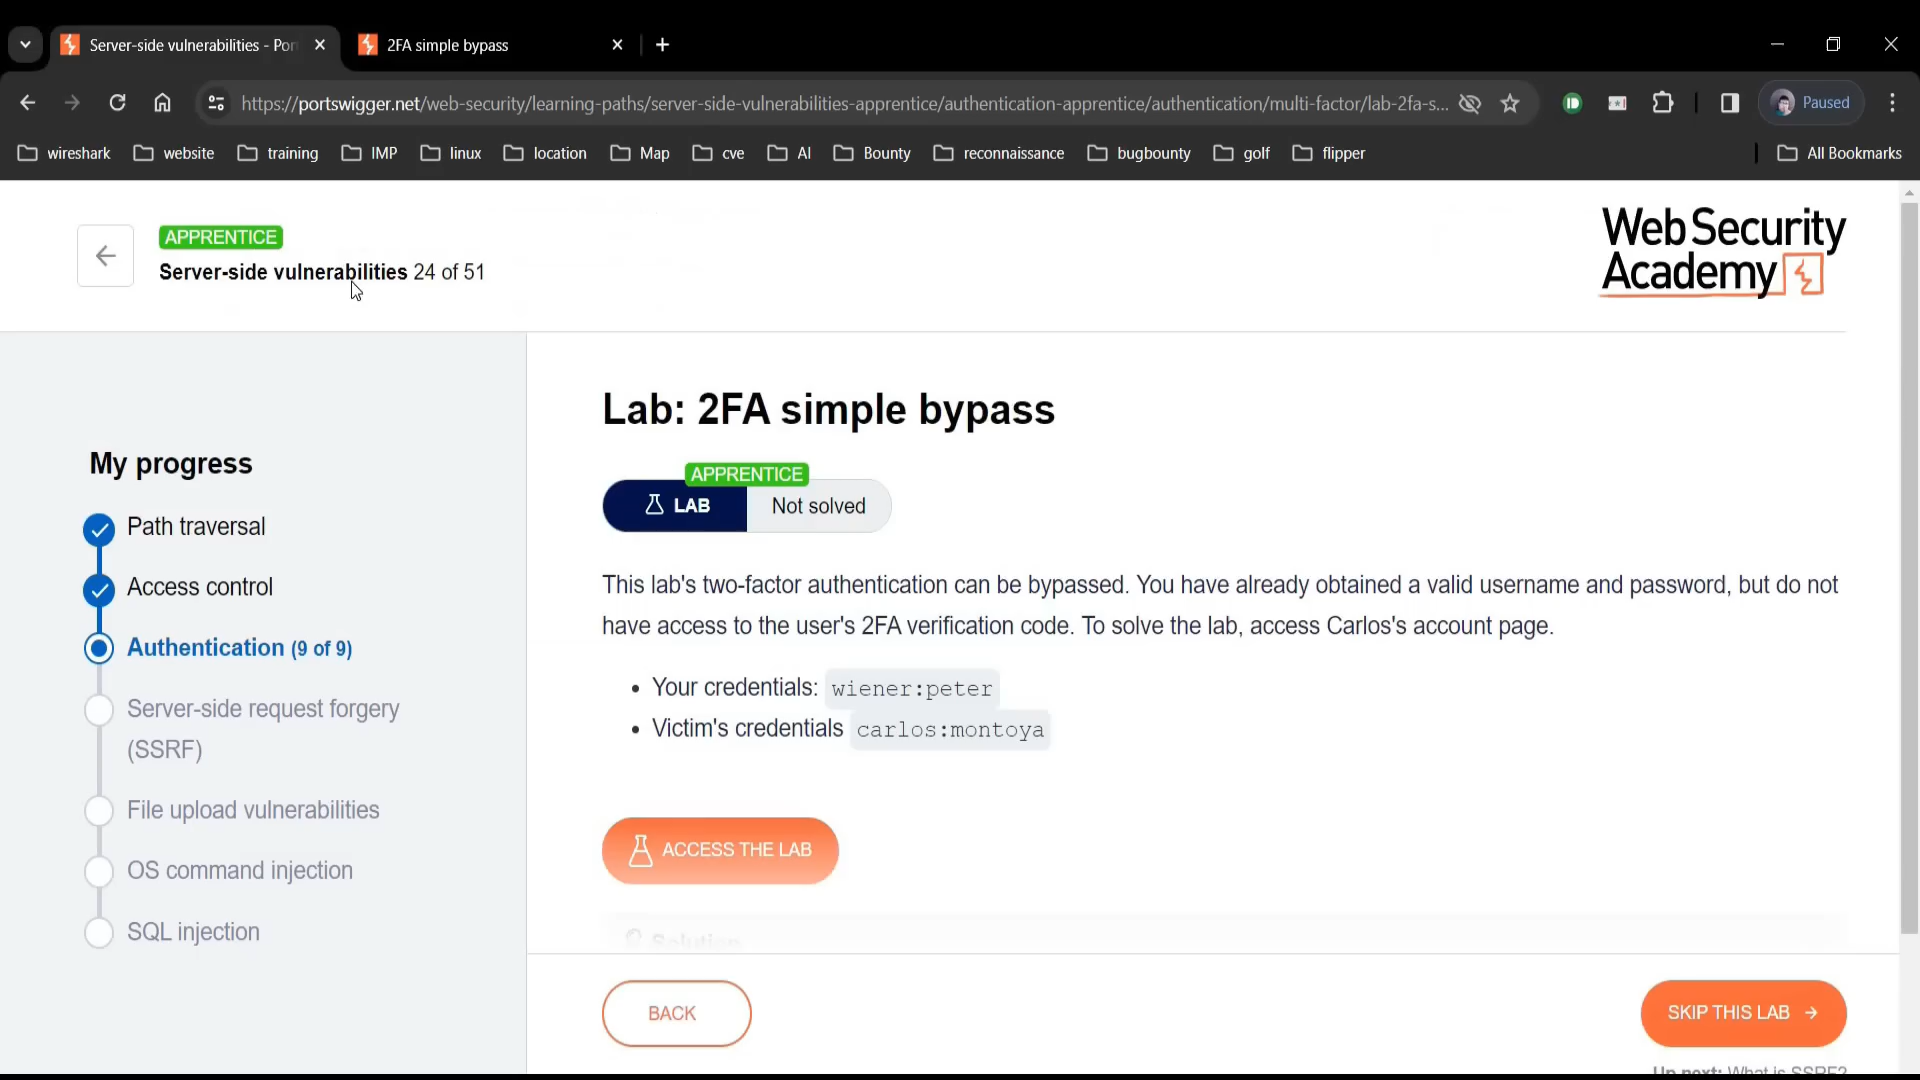 Server-side vulnerabilities - Por
2FA simple bypass
https://portswigger.net/web-security/learning-paths/server-side-vulnerabilities-apprentice/authentication-apprentice/authentication/multi-factor/lab-2fa-s...
Paused
wireshark website training IMP linux location Map cve AI Bounty reconnaissance bugbounty golf flipper All Bookmarks
APPRENTICE
Server-side vulnerabilities 24 of 51
Web Security
Academy
My progress
Path traversal
Access control
Authentication (9 of 9)
Server-side request forgery
(SSRF)
File upload vulnerabilities
OS command injection
SQL injection
Lab: 2FA simple bypass
APPRENTICE
LAB Not solved
This lab's two-factor authentication can be bypassed. You have already obtained a valid username and password, but do not
have access to the user's 2FA verification code. To solve the lab, access Carlos's account page.
• Your credentials: wiener:peter
• Victim's credentials carlos:montoya
ACCESS THE LAB
Solution
BACK
SKIP THIS LAB →
Up next: What is SSRF?